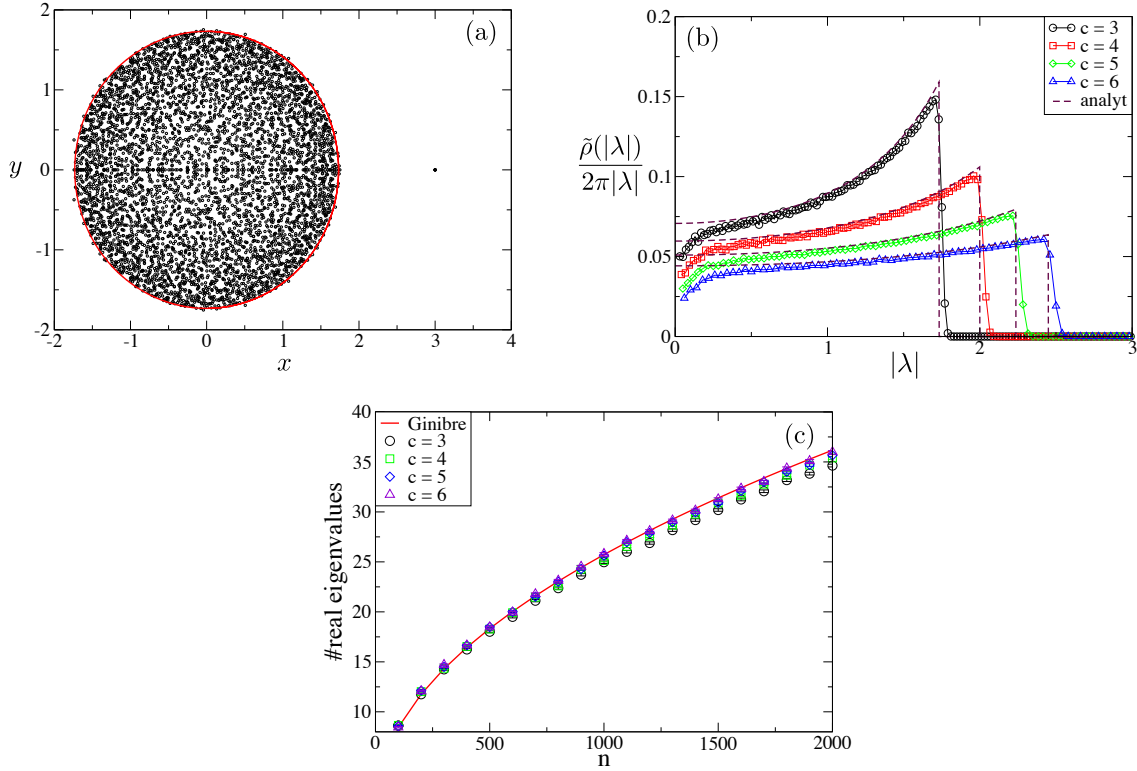 (a)
2
1
0
-1
-2
y
-2
-1
0
1
2
3
4
x
(b)
c = 3
c = 4
c = 5
c = 6
analyt
0.2
0.15
0.1
0.05
0
ρ̃(|λ|)
2π|λ|
0
1
2
3
|λ|
(c)
Ginibre
c = 3
c = 4
c = 5
c = 6
40
35
30
25
20
15
10
#real eigenvalues
0
500
1000
1500
2000
n